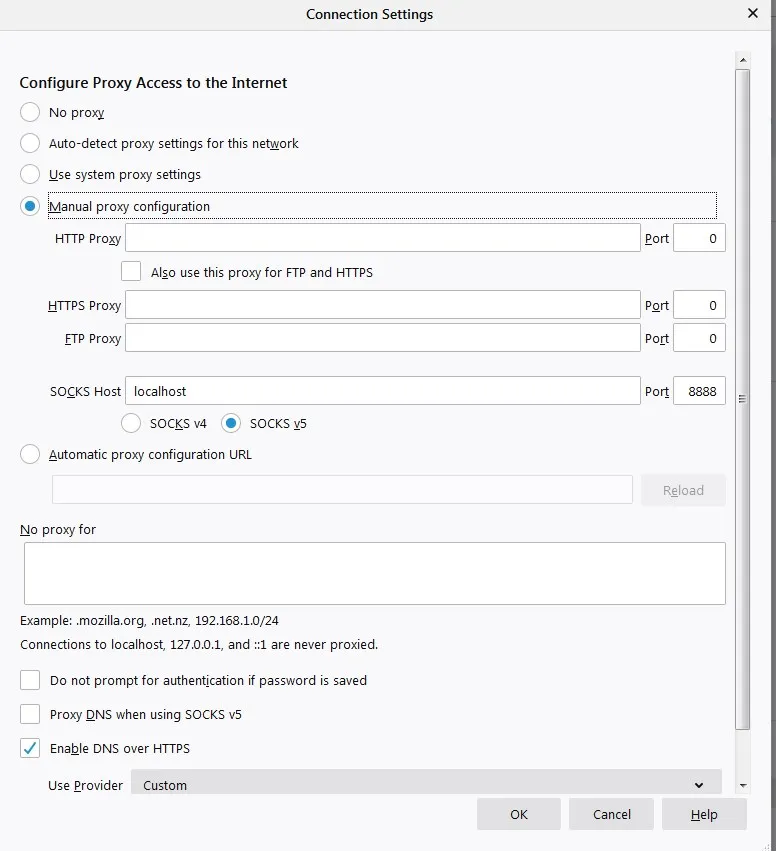 Connection Settings
Configure Proxy Access to the Internet
No proxy
Auto-detect proxy settings for this network
Use system proxy settings
Manual proxy configuration
HTTP Proxy Port 0
Also use this proxy for FTP and HTTPS
HTTPS Proxy Port 0
FTP Proxy Port 0
SOCKS Host localhost Port 8888
SOCKS v4 SOCKS v5
Automatic proxy configuration URL
Reload
No proxy for
Example: .mozilla.org, .net.nz, 192.168.1.0/24
Connections to localhost, 127.0.0.1, and ::1 are never proxied.
Do not prompt for authentication if password is saved
Proxy DNS when using SOCKS v5
Enable DNS over HTTPS
Use Provider Custom
OK Cancel Help